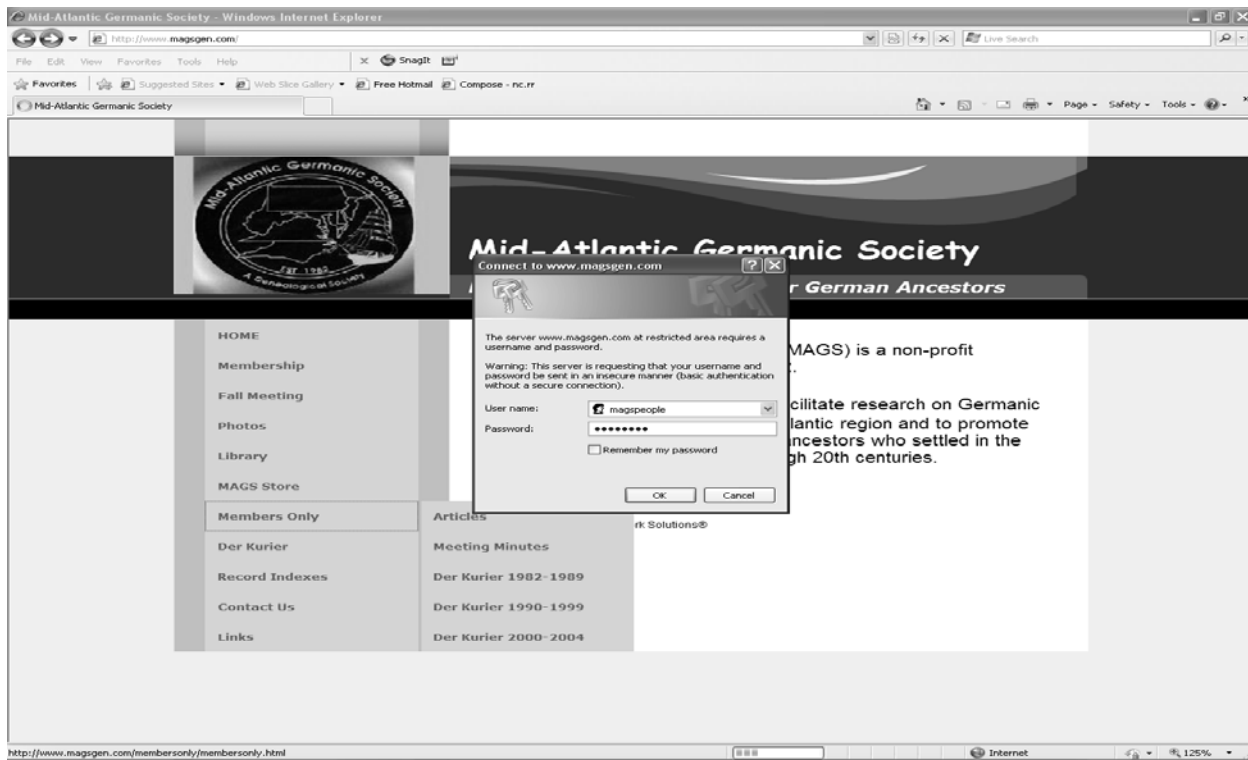 Mid-Atlantic Germanic Society - Windows Internet Explorer
http://www.magsgen.com/
Live Search
File Edit View Favorites Tools Help
SnagIt
Favorites Suggested Sites Web Slice Gallery Free Hotmail Compose - nc.rr
Mid-Atlantic Germanic Society
Page Safety Tools
Mid-Atlantic Germanic Society
EST 1982
A Genealogical Society
Mid-Atlantic Germanic Society
r German Ancestors
Connect to www.magsgen.com
The server www.magsgen.com at restricted area requires a
username and password.
Warning: This server is requesting that your username and
password be sent in an insecure manner (basic authentication
without a secure connection).
User name: magspeople
Password: ••••••••
Remember my password
OK Cancel
HOME
Membership
Fall Meeting
Photos
Library
MAGS Store
Members Only
Der Kurier
Record Indexes
Contact Us
Links
Articles
Meeting Minutes
Der Kurier 1982-1989
Der Kurier 1990-1999
Der Kurier 2000-2004
MAGS) is a non-profit
cilitate research on Germanic
lantic region and to promote
ancestors who settled in the
gh 20th centuries.
rk Solutions®
http://www.magsgen.com/membersonly/membersonly.html
Internet
125%